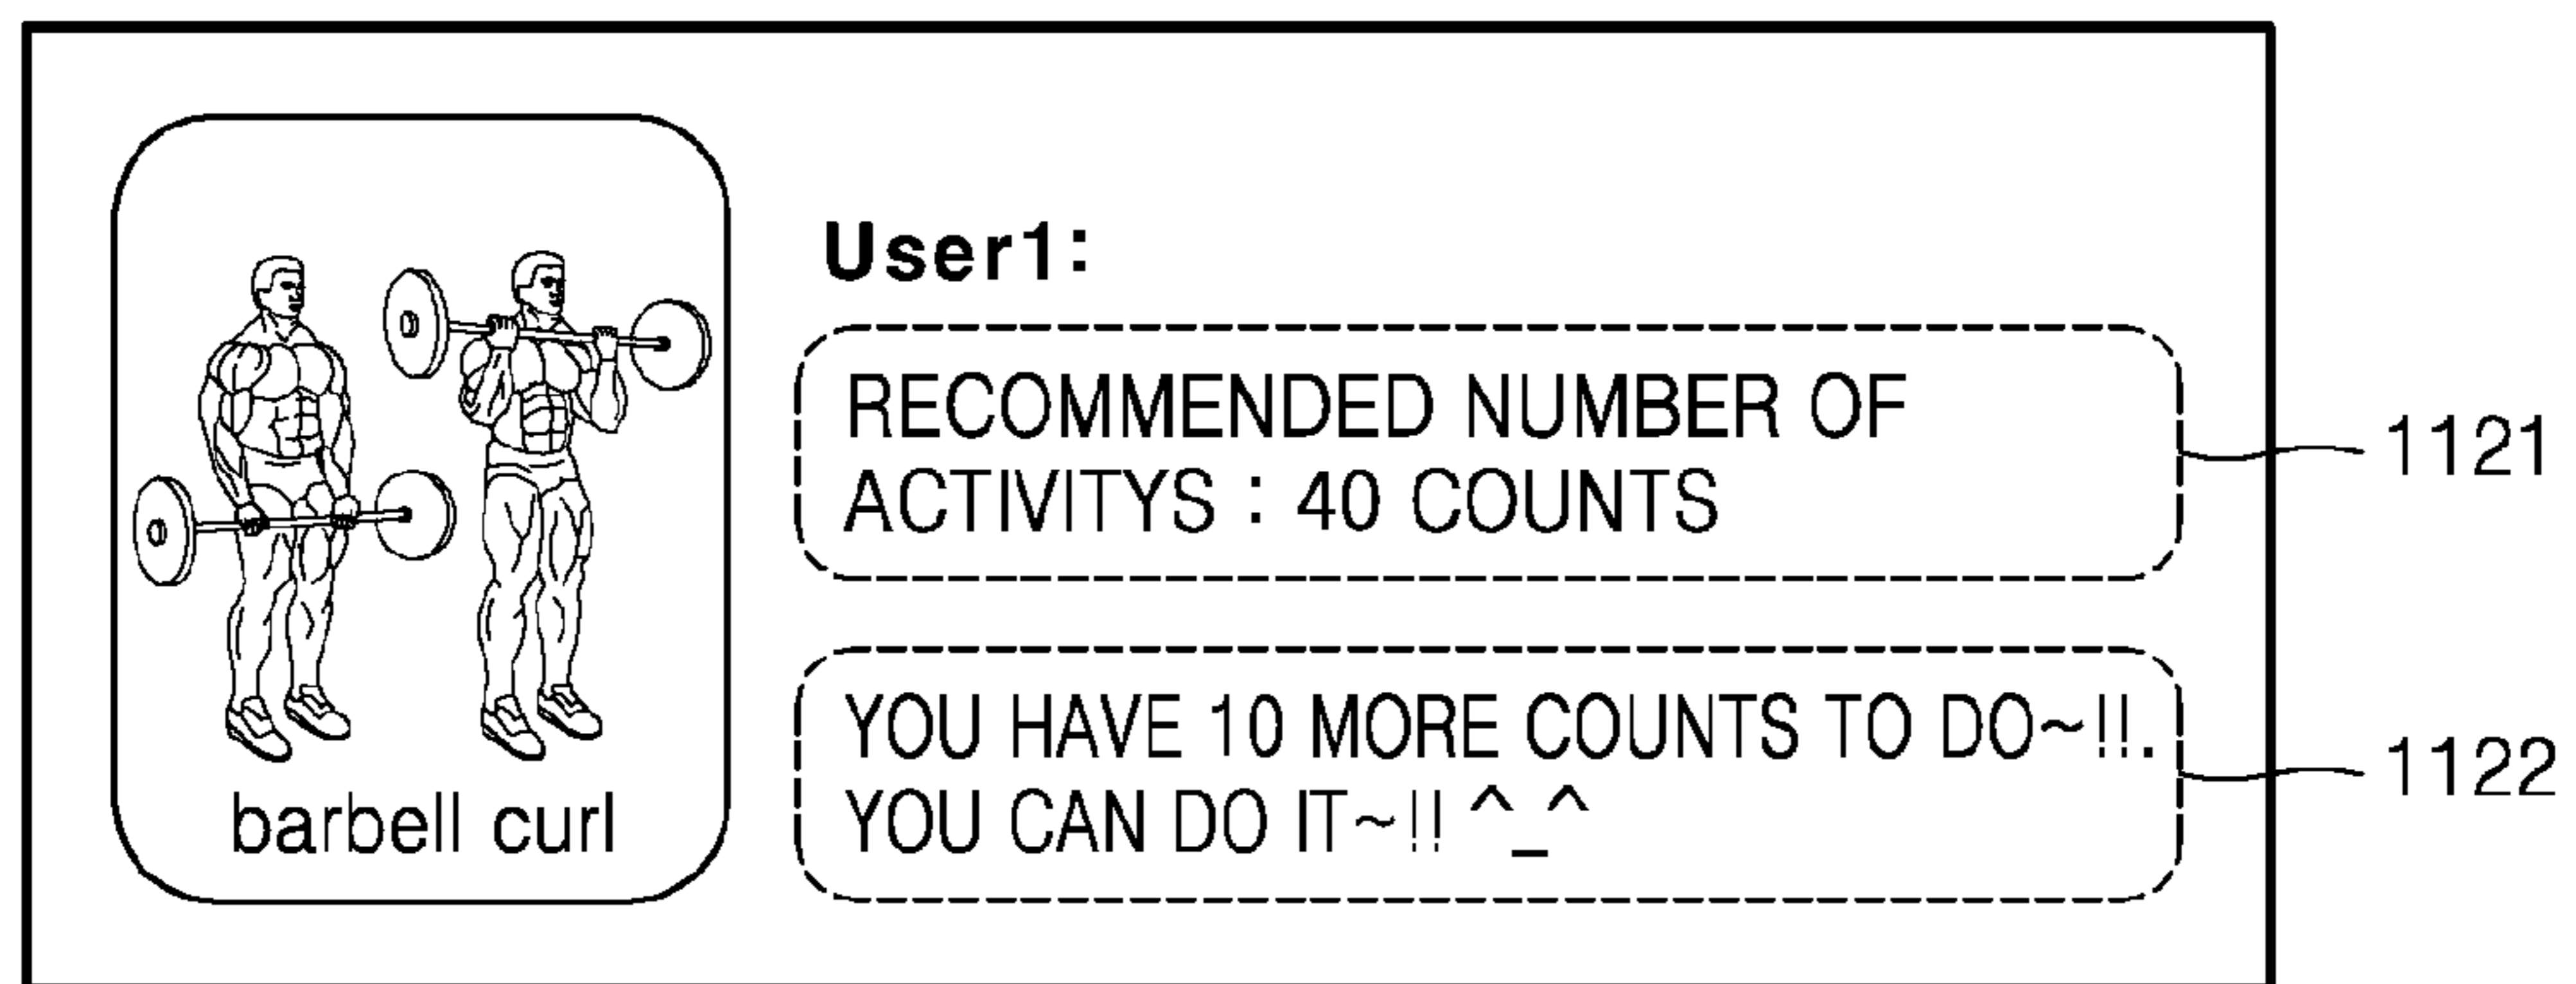 User1:
RECOMMENDED NUMBER OF
ACTIVITYS : 40 COUNTS
1121
YOU HAVE 10 MORE COUNTS TO DO~!!.
YOU CAN DO IT~!! ^_^
1122
barbell curl